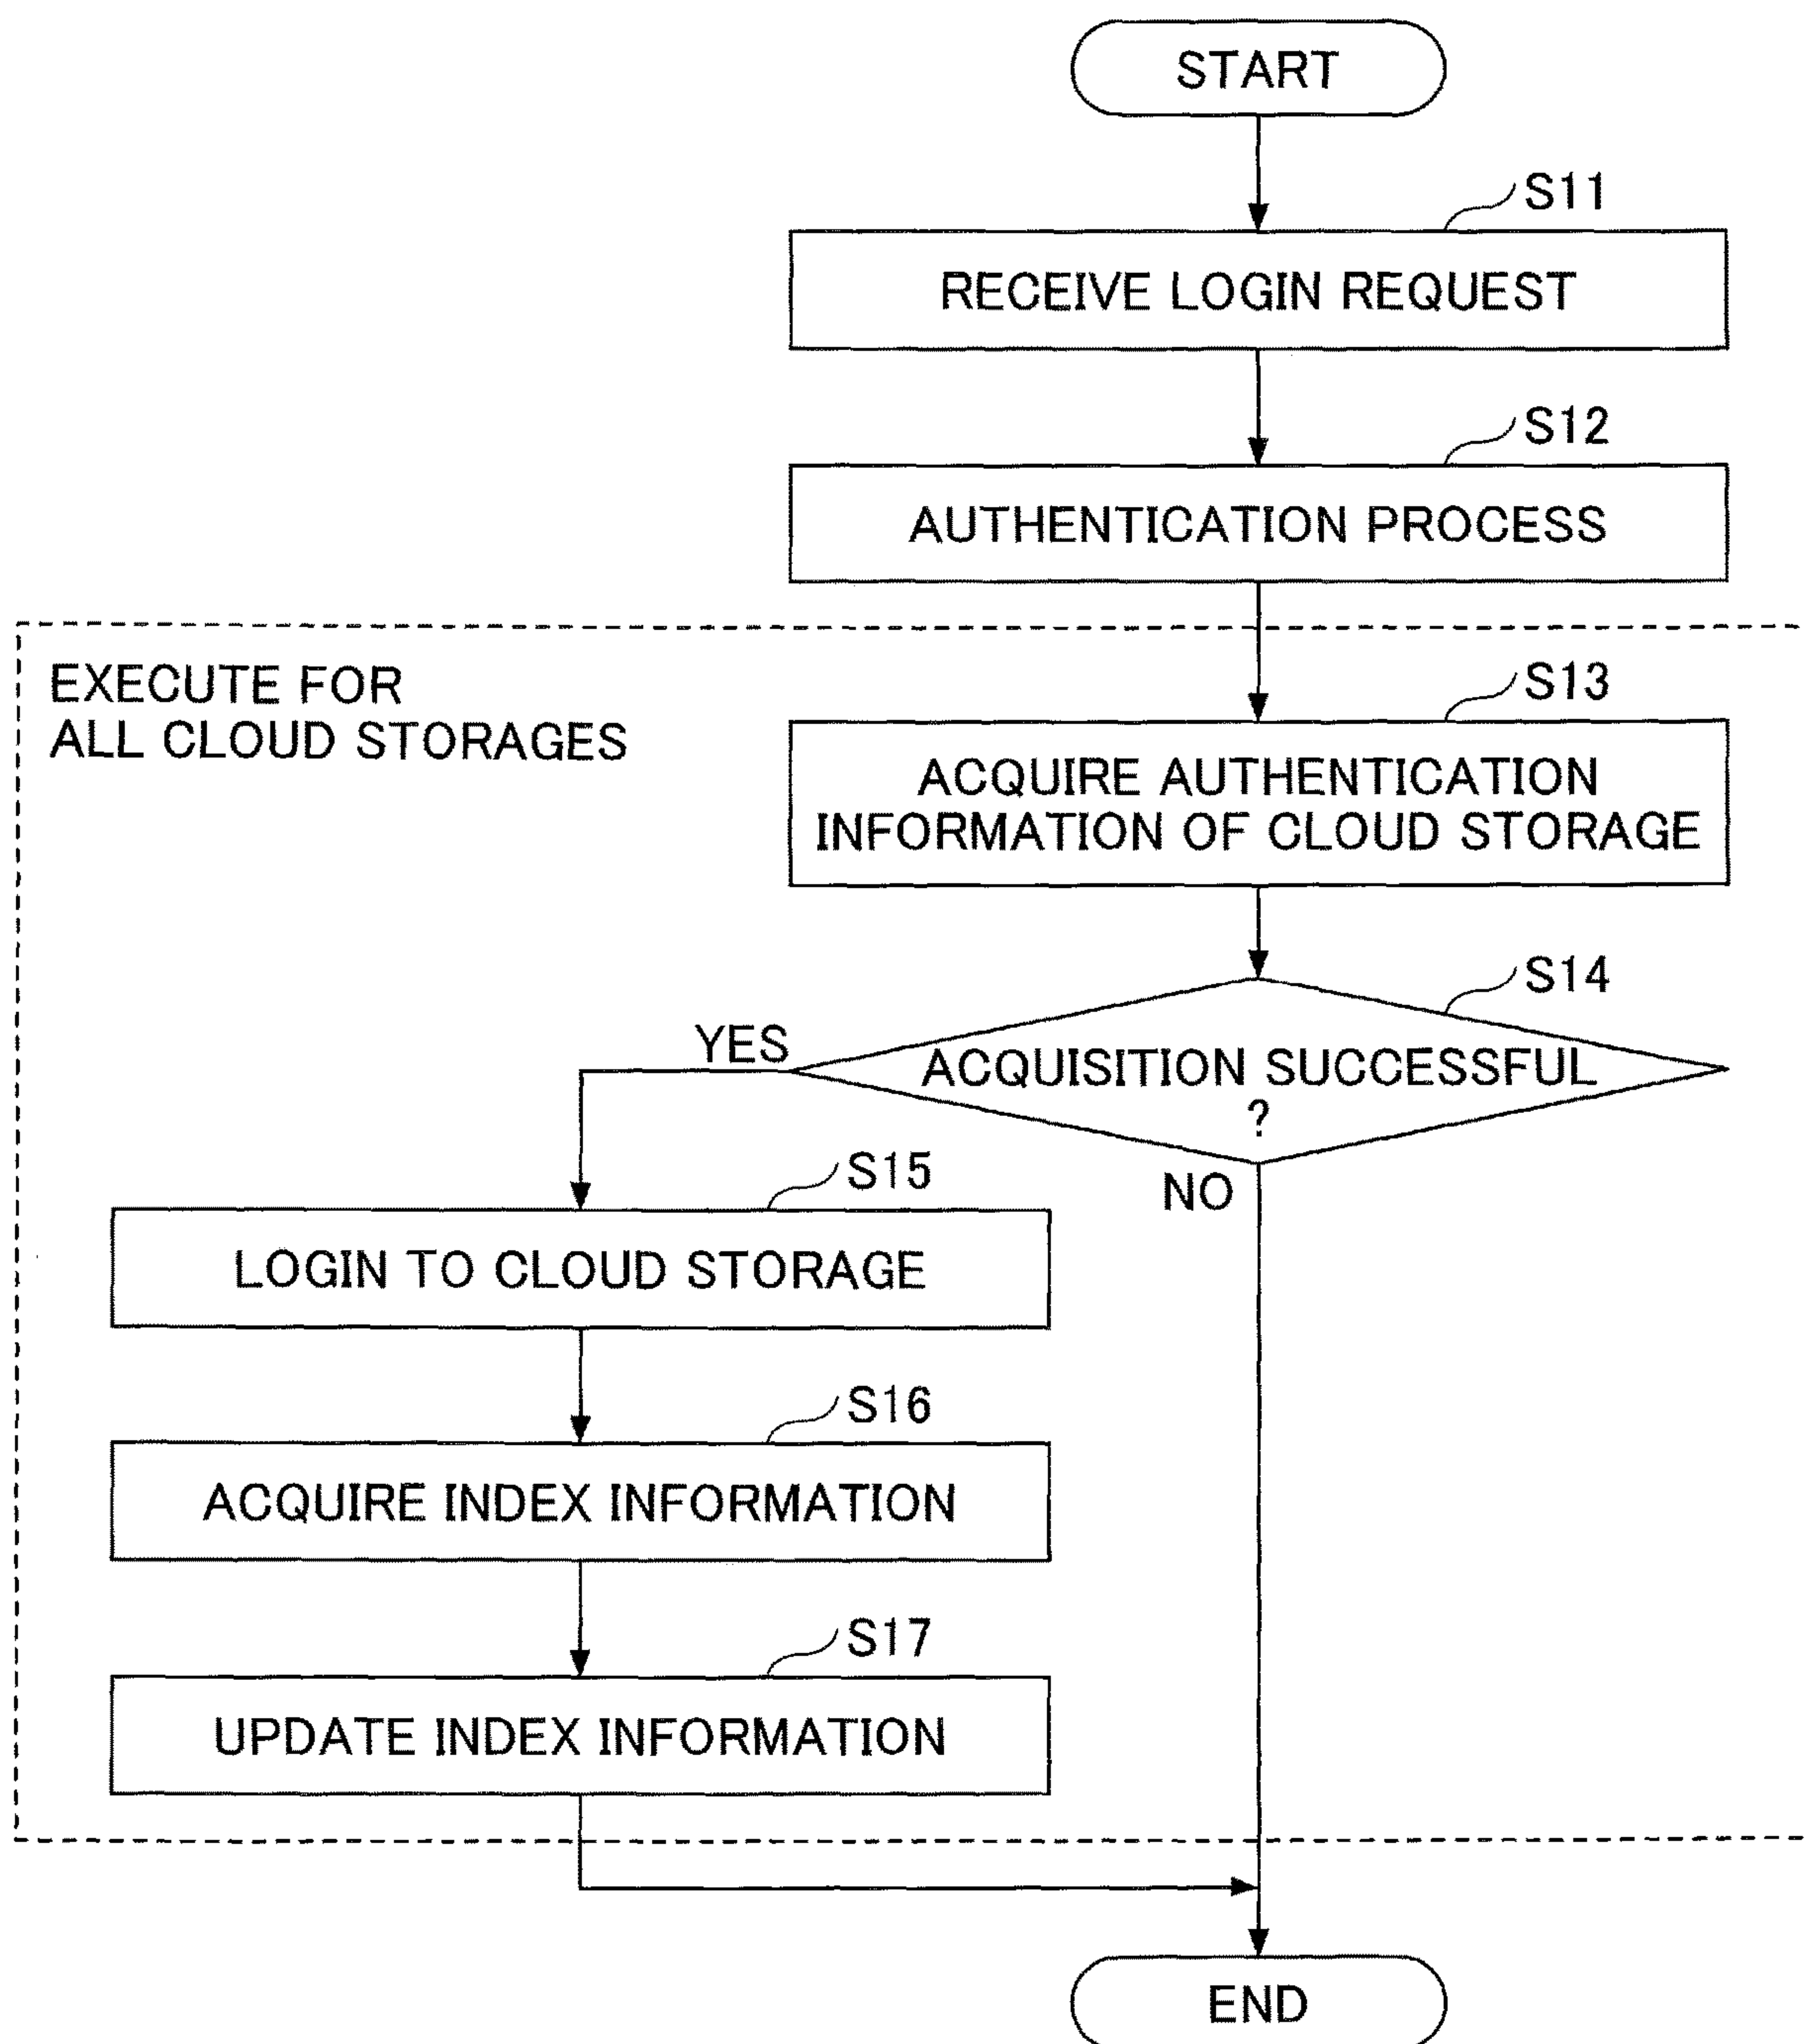 START
S11
RECEIVE LOGIN REQUEST
S12
AUTHENTICATION PROCESS
EXECUTE FOR
ALL CLOUD STORAGES
S13
ACQUIRE AUTHENTICATION
INFORMATION OF CLOUD STORAGE
S14
YES
ACQUISITION SUCCESSFUL
?
NO
S15
LOGIN TO CLOUD STORAGE
S16
ACQUIRE INDEX INFORMATION
S17
UPDATE INDEX INFORMATION
END